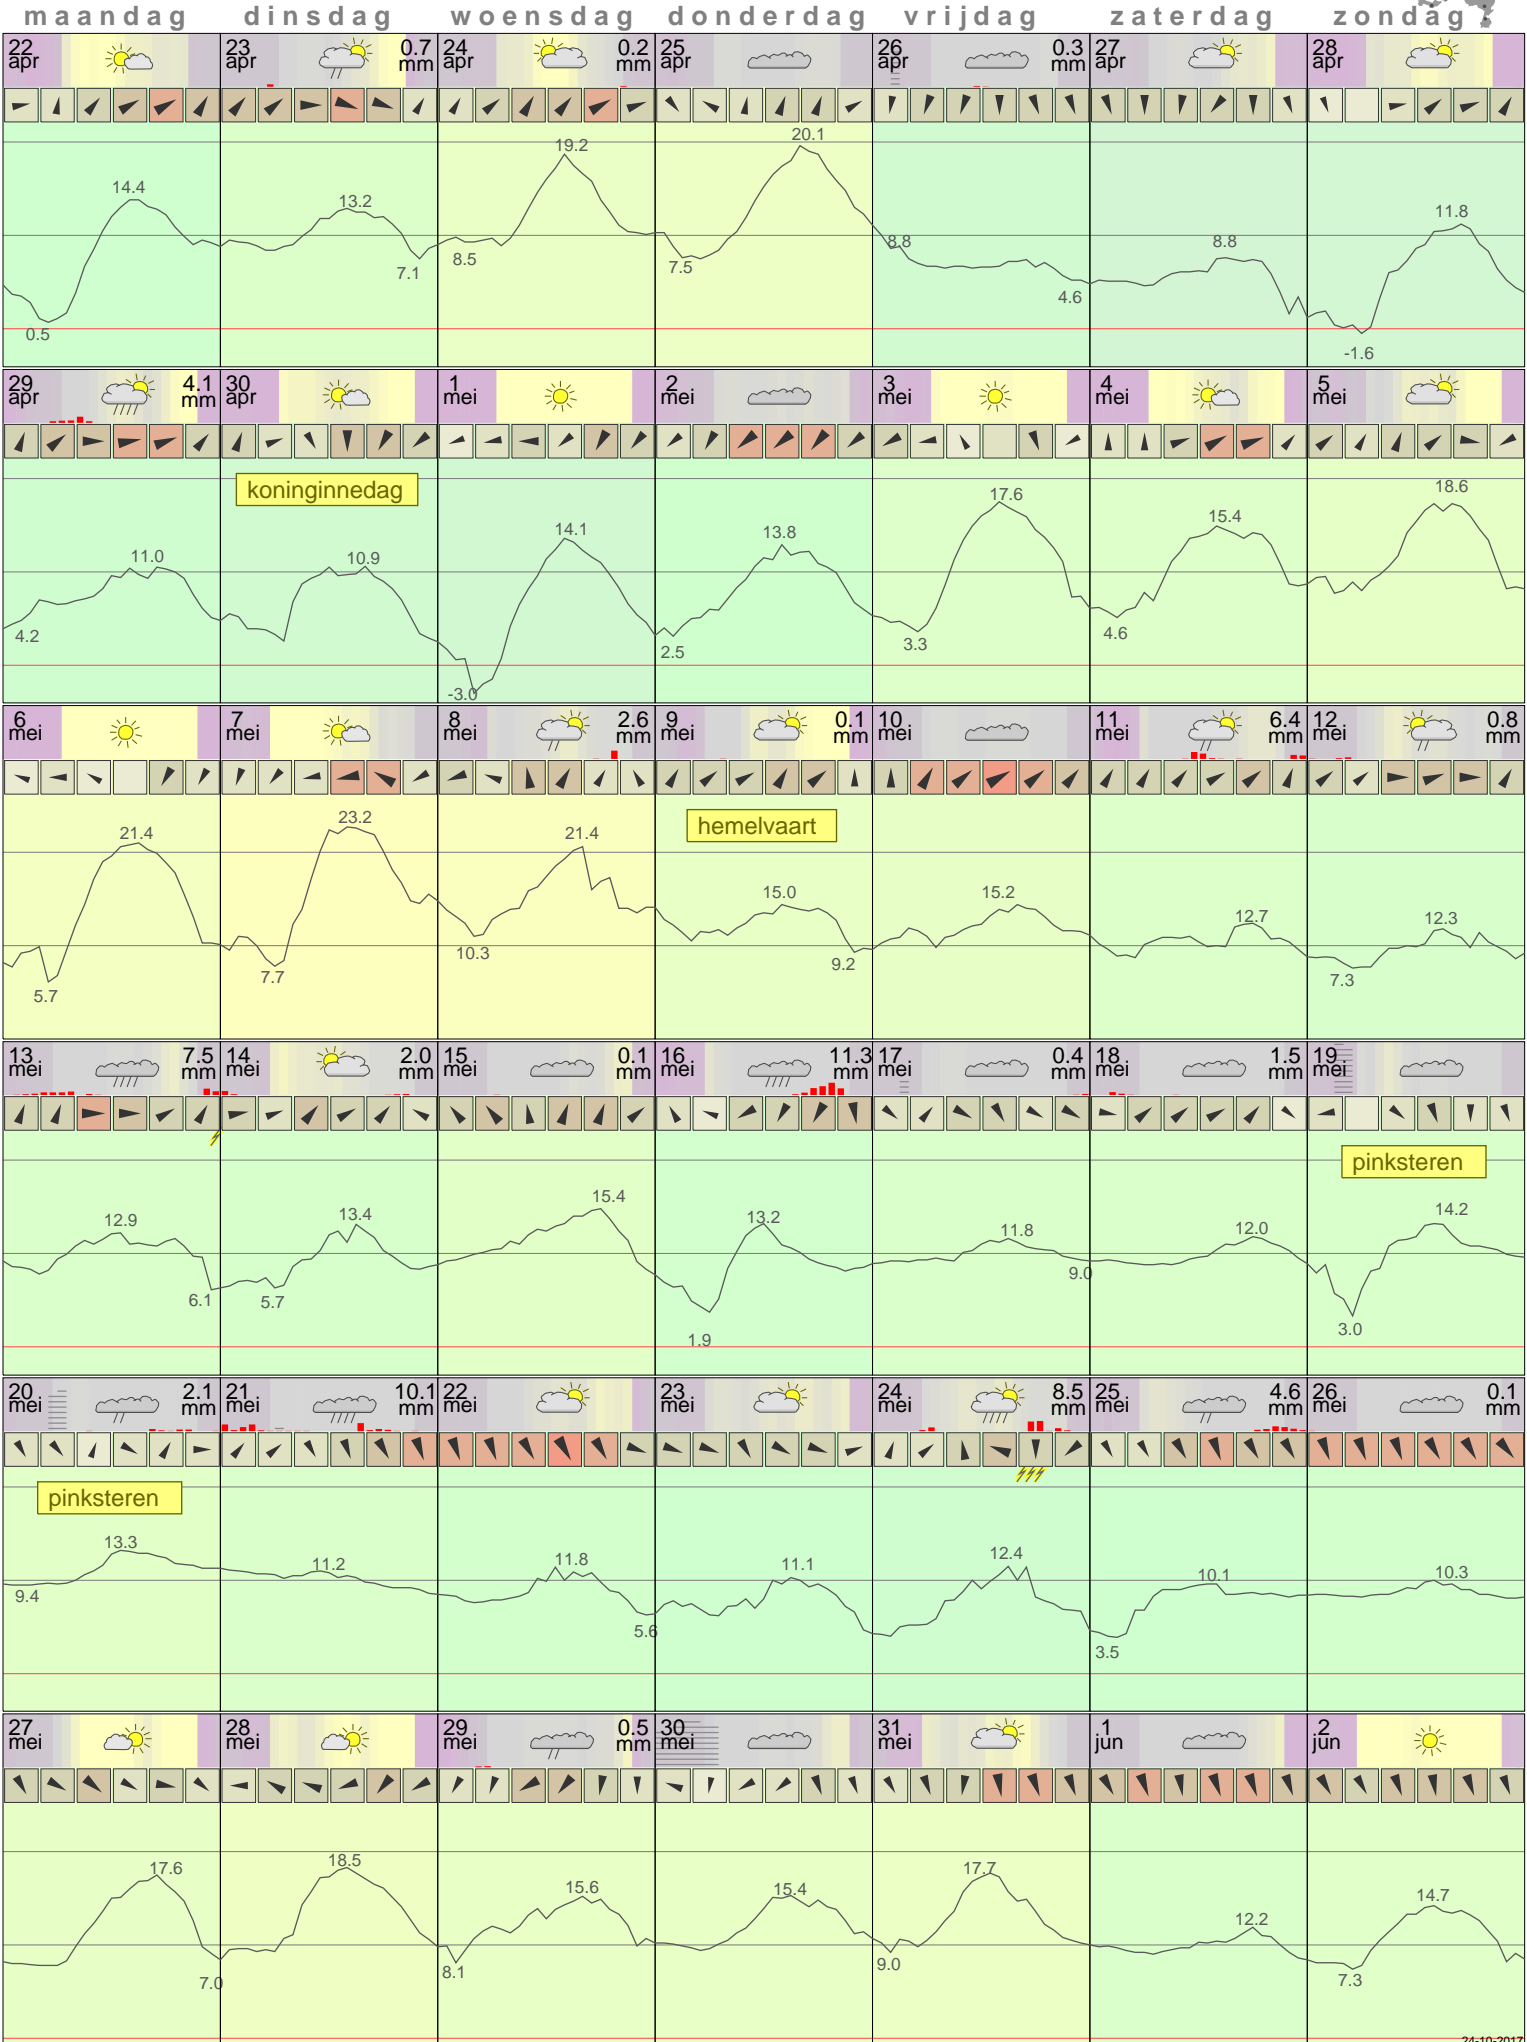 maandag dinsdag woensdag donderdag vrijdag zaterdag zondag
22 23 0.7 24 0.2 25 26 0.3 27 28
apr apr mm apr mm apr apr mm apr apr
14.4 13.2 19.2 20.1 8.8 8.8 11.8
0.5 7.1 8.5 7.5 4.6 -1.6
29 4.1 30 1 2 3 4 5
apr mm apr mei mei mei mei mei
koninginnedag
11.0 10.9 14.1 13.8 17.6 15.4 18.6
4.2 -3.0 2.5 3.3 4.6
6 7 8 2.6 9 0.1 10 11 6.4 12 0.8
mei mei mei mm mei mm mei mei mm mei mm
hemelvaart
21.4 23.2 21.4 15.0 15.2 12.7 12.3
5.7 7.7 10.3 9.2 7.3
13 7.5 14 2.0 15 0.1 16 11.3 17 0.4 18 1.5 19
mei mm mei mm mei mm mei mm mei mm mei mm mei
pinksteren
12.9 13.4 15.4 13.2 11.8 12.0 14.2
6.1 5.7 1.9 9.0 3.0
20 2.1 21 10.1 22 23 24 8.5 25 4.6 26 0.1
mei mm mei mm mei mei mei mm mei mm mei mm
pinksteren
13.3 11.2 11.8 11.1 12.4 10.1 10.3
9.4 5.6 3.5
27 28 29 0.5 30 31 1 2
mei mei mei mm mei mei jun jun
17.6 18.5 15.6 15.4 17.7 12.2 14.7
7.0 8.1 9.0 7.3
24-10-2017